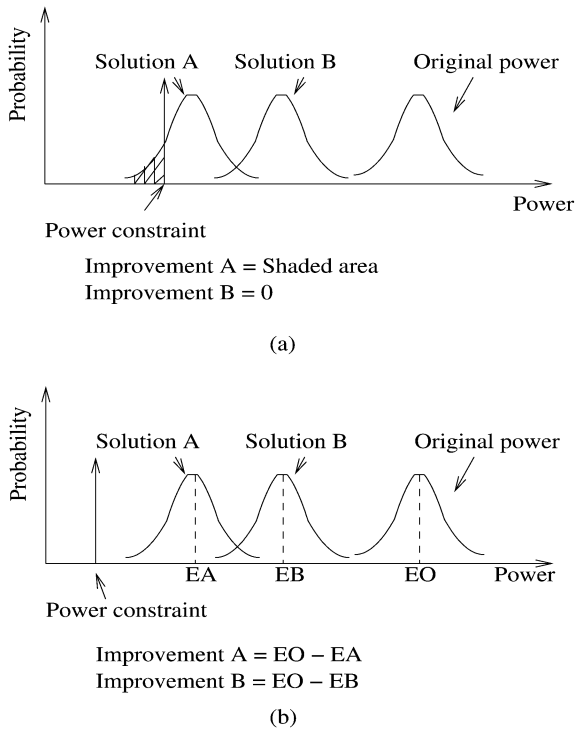 Probability
Solution A
Solution B
Original power
Power
Power constraint
Improvement A = Shaded area
Improvement B = 0
(a)
Probability
Solution A
Solution B
Original power
EA
EB
EO
Power
Power constraint
Improvement A = EO − EA
Improvement B = EO − EB
(b)